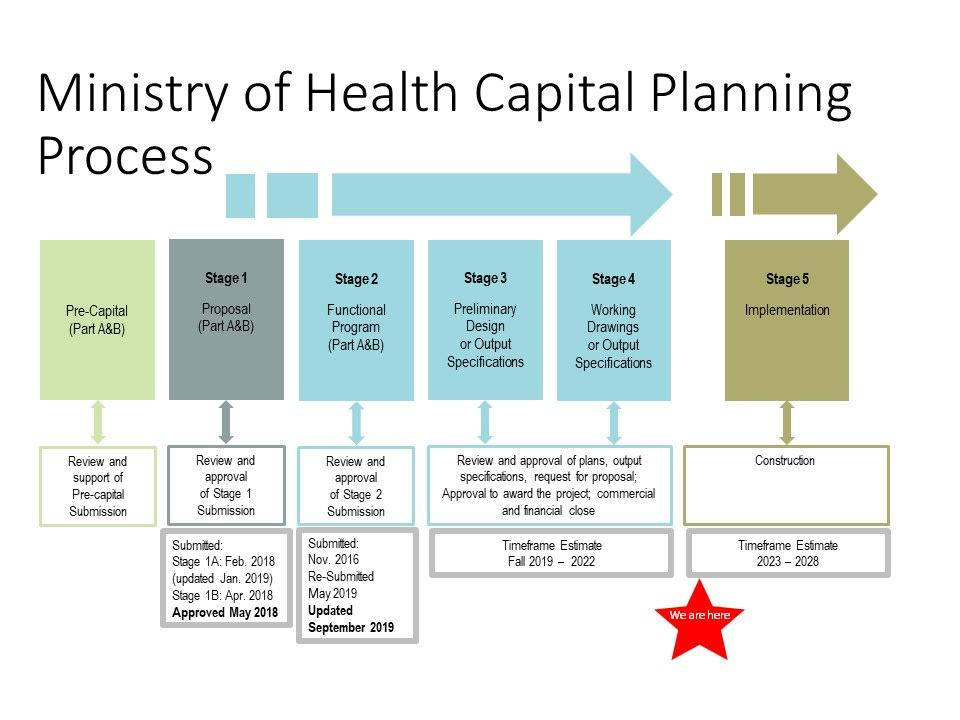 Ministry of Health Capital Planning
Process
Pre-Capital
(Part A&B)
Stage 1
Proposal
(Part A&B)
Stage 2
Functional
Program
(Part A&B)
Stage 3
Preliminary
Design
or Output
Specifications
Stage 4
Working
Drawings
or Output
Specifications
Stage 5
Implementation
Review and
support of
Pre-capital
Submission
Review and
approval
of Stage 1
Submission
Review and
approval
of Stage 2
Submission
Review and approval of plans, output
specifications, request for proposal;
Approval to award the project; commercial
and financial close
Construction
Submitted:
Stage 1A: Feb. 2018
(updated Jan. 2019)
Stage 1B: Apr. 2018
Approved May 2018
Submitted:
Nov. 2016
Re-Submitted
May 2019
Updated
September 2019
Timeframe Estimate
Fall 2019 – 2022
Timeframe Estimate
2023 – 2028
We are here